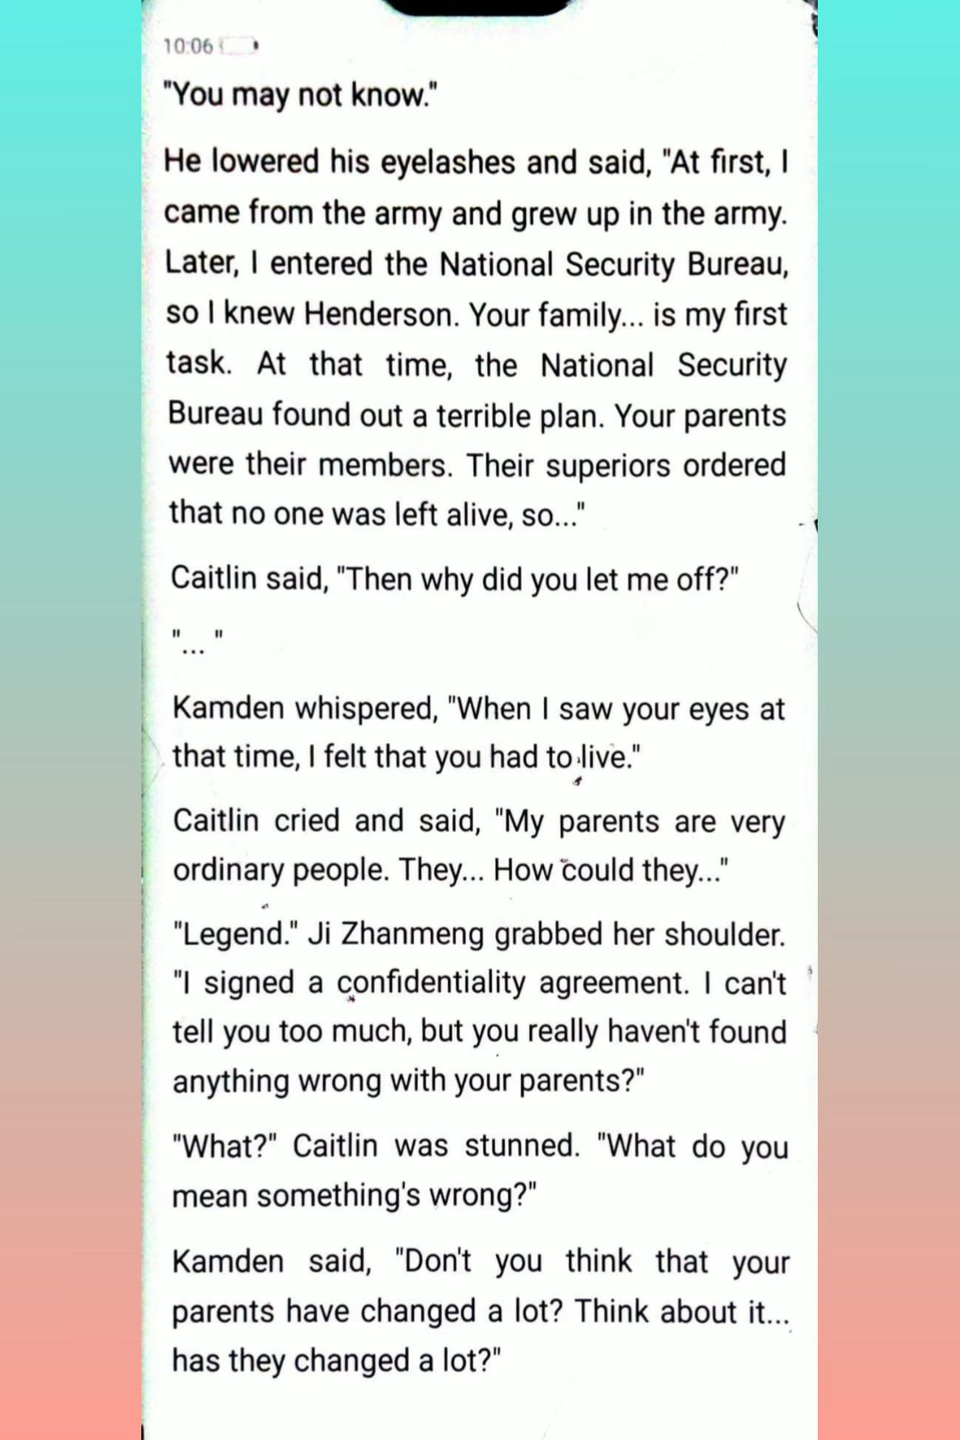 10:06
"You may not know."
He lowered his eyelashes and said, "At first, I
came from the army and grew up in the army.
Later, I entered the National Security Bureau,
so I knew Henderson. Your family... is my first
task. At that time, the National Security
Bureau found out a terrible plan. Your parents
were their members. Their superiors ordered
that no one was left alive, so..."
Caitlin said, "Then why did you let me off?"
"... "
Kamden whispered, "When I saw your eyes at
that time, I felt that you had to live."
Caitlin cried and said, "My parents are very
ordinary people. They... How could they..."
"Legend." Ji Zhanmeng grabbed her shoulder.
"I signed a confidentiality agreement. I can't
tell you too much, but you really haven't found
anything wrong with your parents?"
"What?" Caitlin was stunned. "What do you
mean something's wrong?"
Kamden said, "Don't you think that your
parents have changed a lot? Think about it...
has they changed a lot?"